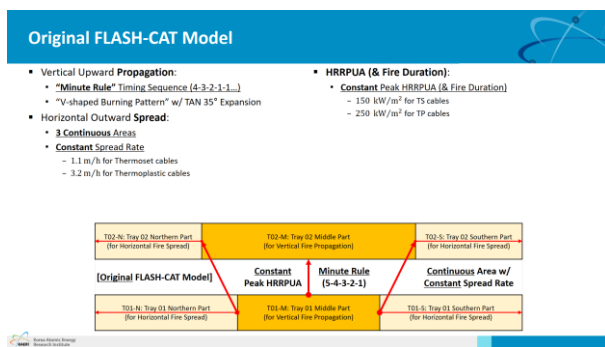 Original FLASH-CAT Model
▪ Vertical Upward Propagation:
• "Minute Rule" Timing Sequence (4-3-2-1-1...)
• "V-shaped Burning Pattern" w/ TAN 35° Expansion
▪ Horizontal Outward Spread:
• 3 Continuous Areas
• Constant Spread Rate
− 1.1 m/h for Thermoset cables
− 3.2 m/h for Thermoplastic cables
▪ HRRPUA (& Fire Duration):
• Constant Peak HRRPUA (& Fire Duration)
− 150 kW/m² for TS cables
− 250 kW/m² for TP cables
T02-N: Tray 02 Northern Part
(for Horizontal Fire Spread)
T02-M: Tray 02 Middle Part
(for Vertical Fire Propagation)
T02-S: Tray 02 Southern Part
(for Horizontal Fire Spread)
[Original FLASH-CAT Model]
Constant
Peak HRRPUA
Minute Rule
(5-4-3-2-1)
Continuous Area w/
Constant Spread Rate
T01-N: Tray 01 Northern Part
(for Horizontal Fire Spread)
T01-M: Tray 01 Middle Part
(for Vertical Fire Propagation)
T01-S: Tray 01 Southern Part
(for Horizontal Fire Spread)
KAERI
Korea Atomic Energy
Research Institute